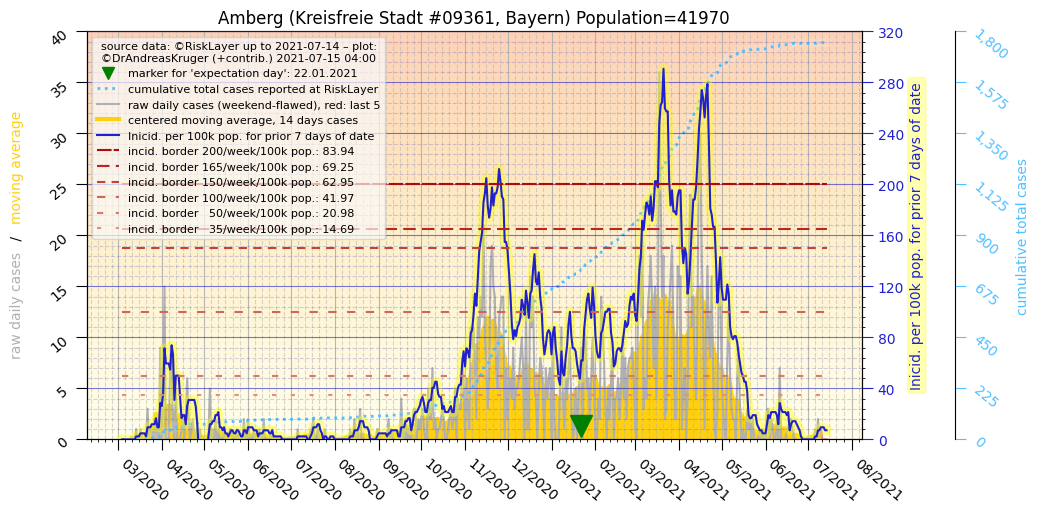 Amberg (Kreisfreie Stadt #09361, Bayern) Population=41970
source data: ©RiskLayer up to 2021-07-14 – plot:
©DrAndreasKruger (+contrib.) 2021-07-15 04:00
marker for 'expectation day': 22.01.2021
cumulative total cases reported at RiskLayer
raw daily cases (weekend-flawed), red: last 5
centered moving average, 14 days cases
Inicid. per 100k pop. for prior 7 days of date
incid. border 200/week/100k pop.: 83.94
incid. border 165/week/100k pop.: 69.25
incid. border 150/week/100k pop.: 62.95
incid. border 100/week/100k pop.: 41.97
incid. border   50/week/100k pop.: 20.98
incid. border   35/week/100k pop.: 14.69
raw daily cases / moving average
40
35
30
25
20
15
10
5
0
03/2020
04/2020
05/2020
06/2020
07/2020
08/2020
09/2020
10/2020
11/2020
12/2020
01/2021
02/2021
03/2021
04/2021
05/2021
06/2021
07/2021
08/2021
320
280
240
200
160
120
80
40
0
Inicid. per 100k pop. for prior 7 days of date
1,800
1,575
1,350
1,125
900
675
450
225
0
cumulative total cases